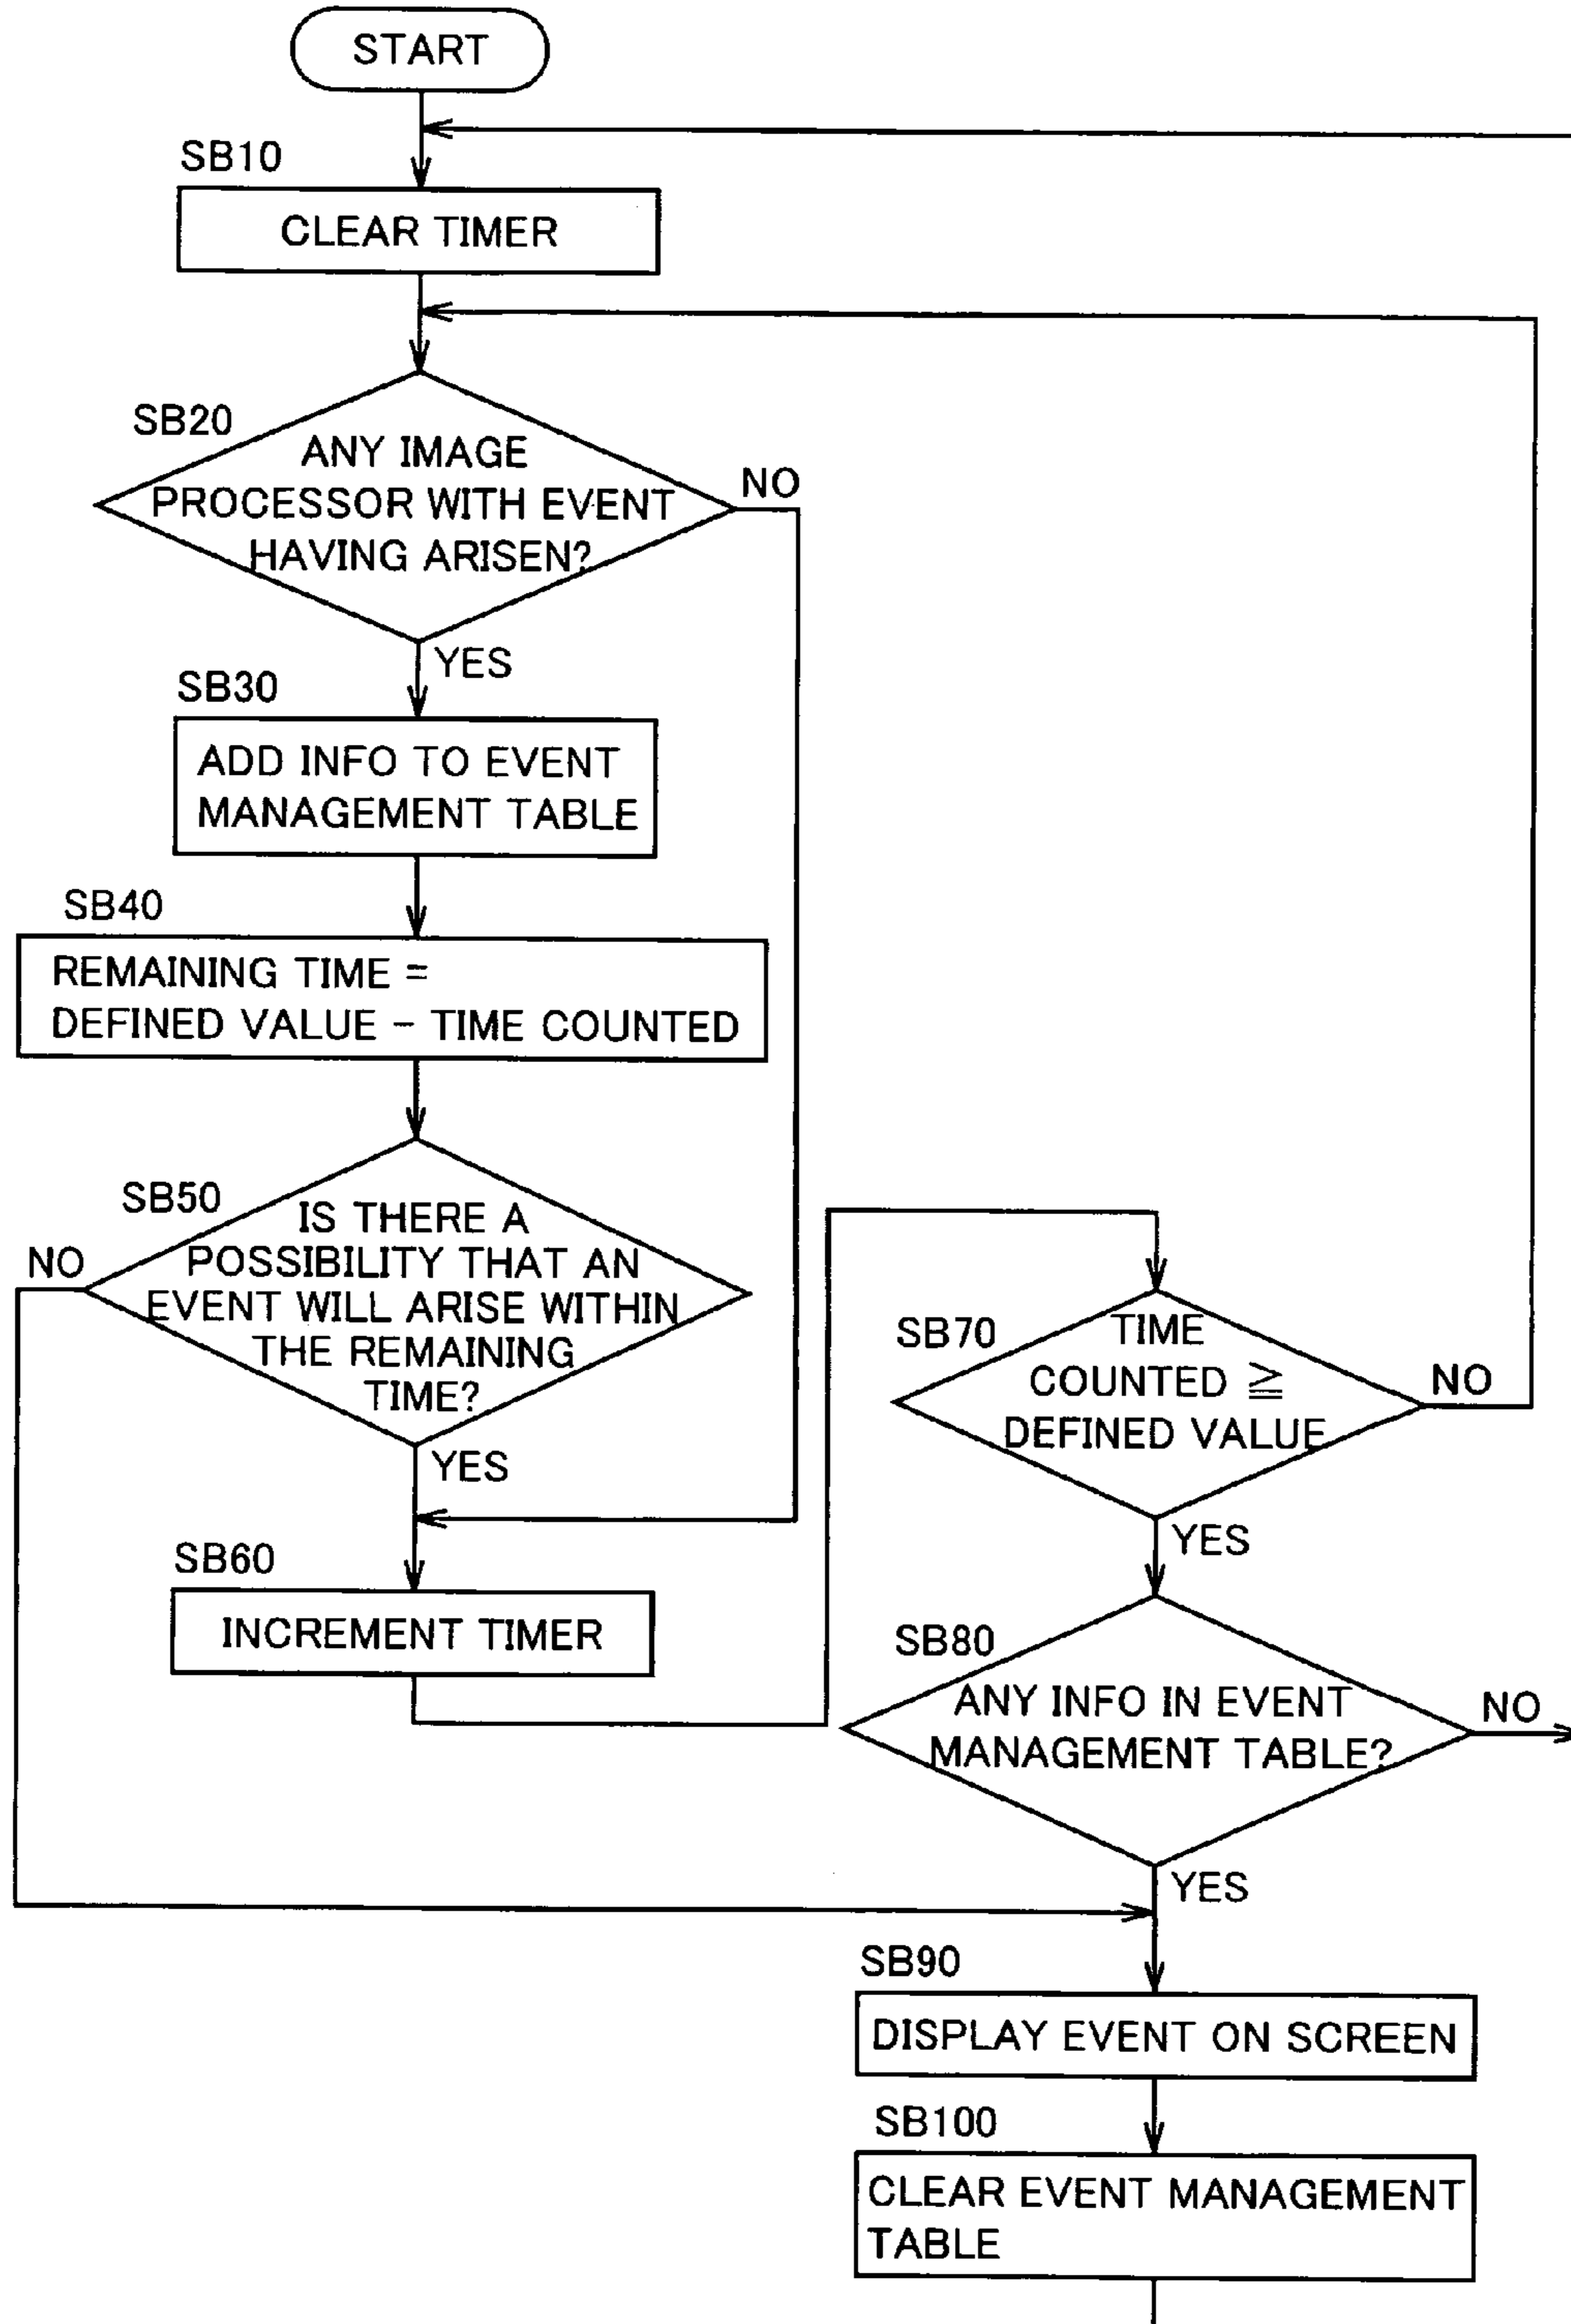 START
SB10
CLEAR TIMER
SB20
ANY IMAGE
PROCESSOR WITH EVENT
HAVING ARISEN?
NO
YES
SB30
ADD INFO TO EVENT
MANAGEMENT TABLE
SB40
REMAINING TIME =
DEFINED VALUE – TIME COUNTED
SB50
IS THERE A
POSSIBILITY THAT AN
EVENT WILL ARISE WITHIN
THE REMAINING
TIME?
NO
YES
SB60
INCREMENT TIMER
SB70
TIME
COUNTED ≧
DEFINED VALUE
NO
YES
SB80
ANY INFO IN EVENT
MANAGEMENT TABLE?
NO
YES
SB90
DISPLAY EVENT ON SCREEN
SB100
CLEAR EVENT MANAGEMENT
TABLE